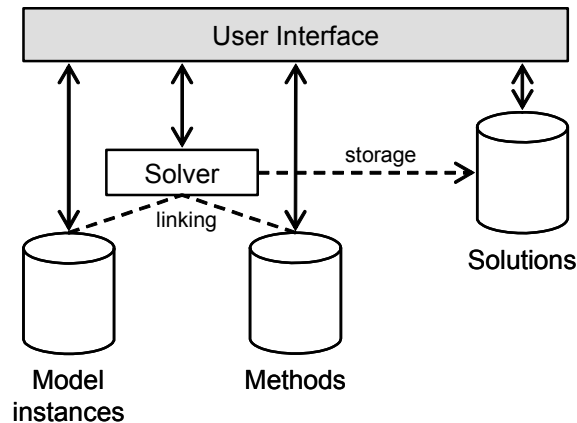 User Interface
storage
Solver
linking
Solutions
Methods
Model
instances